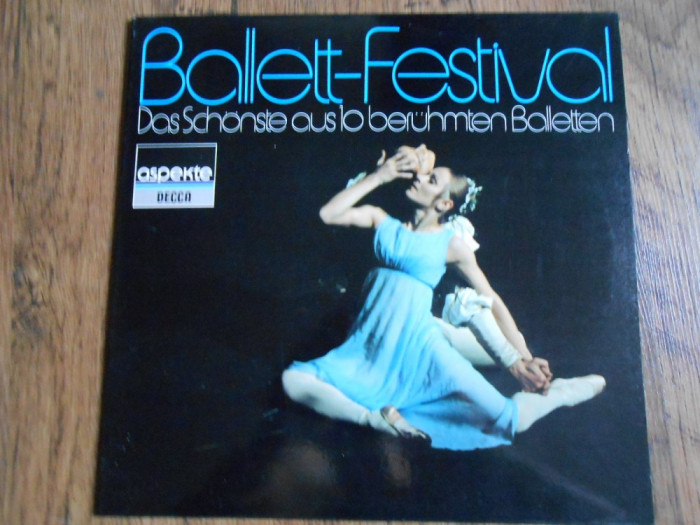 Ballett-Festival
Das Schönste aus 10 berühmten Balletten
aspekte
DECCA